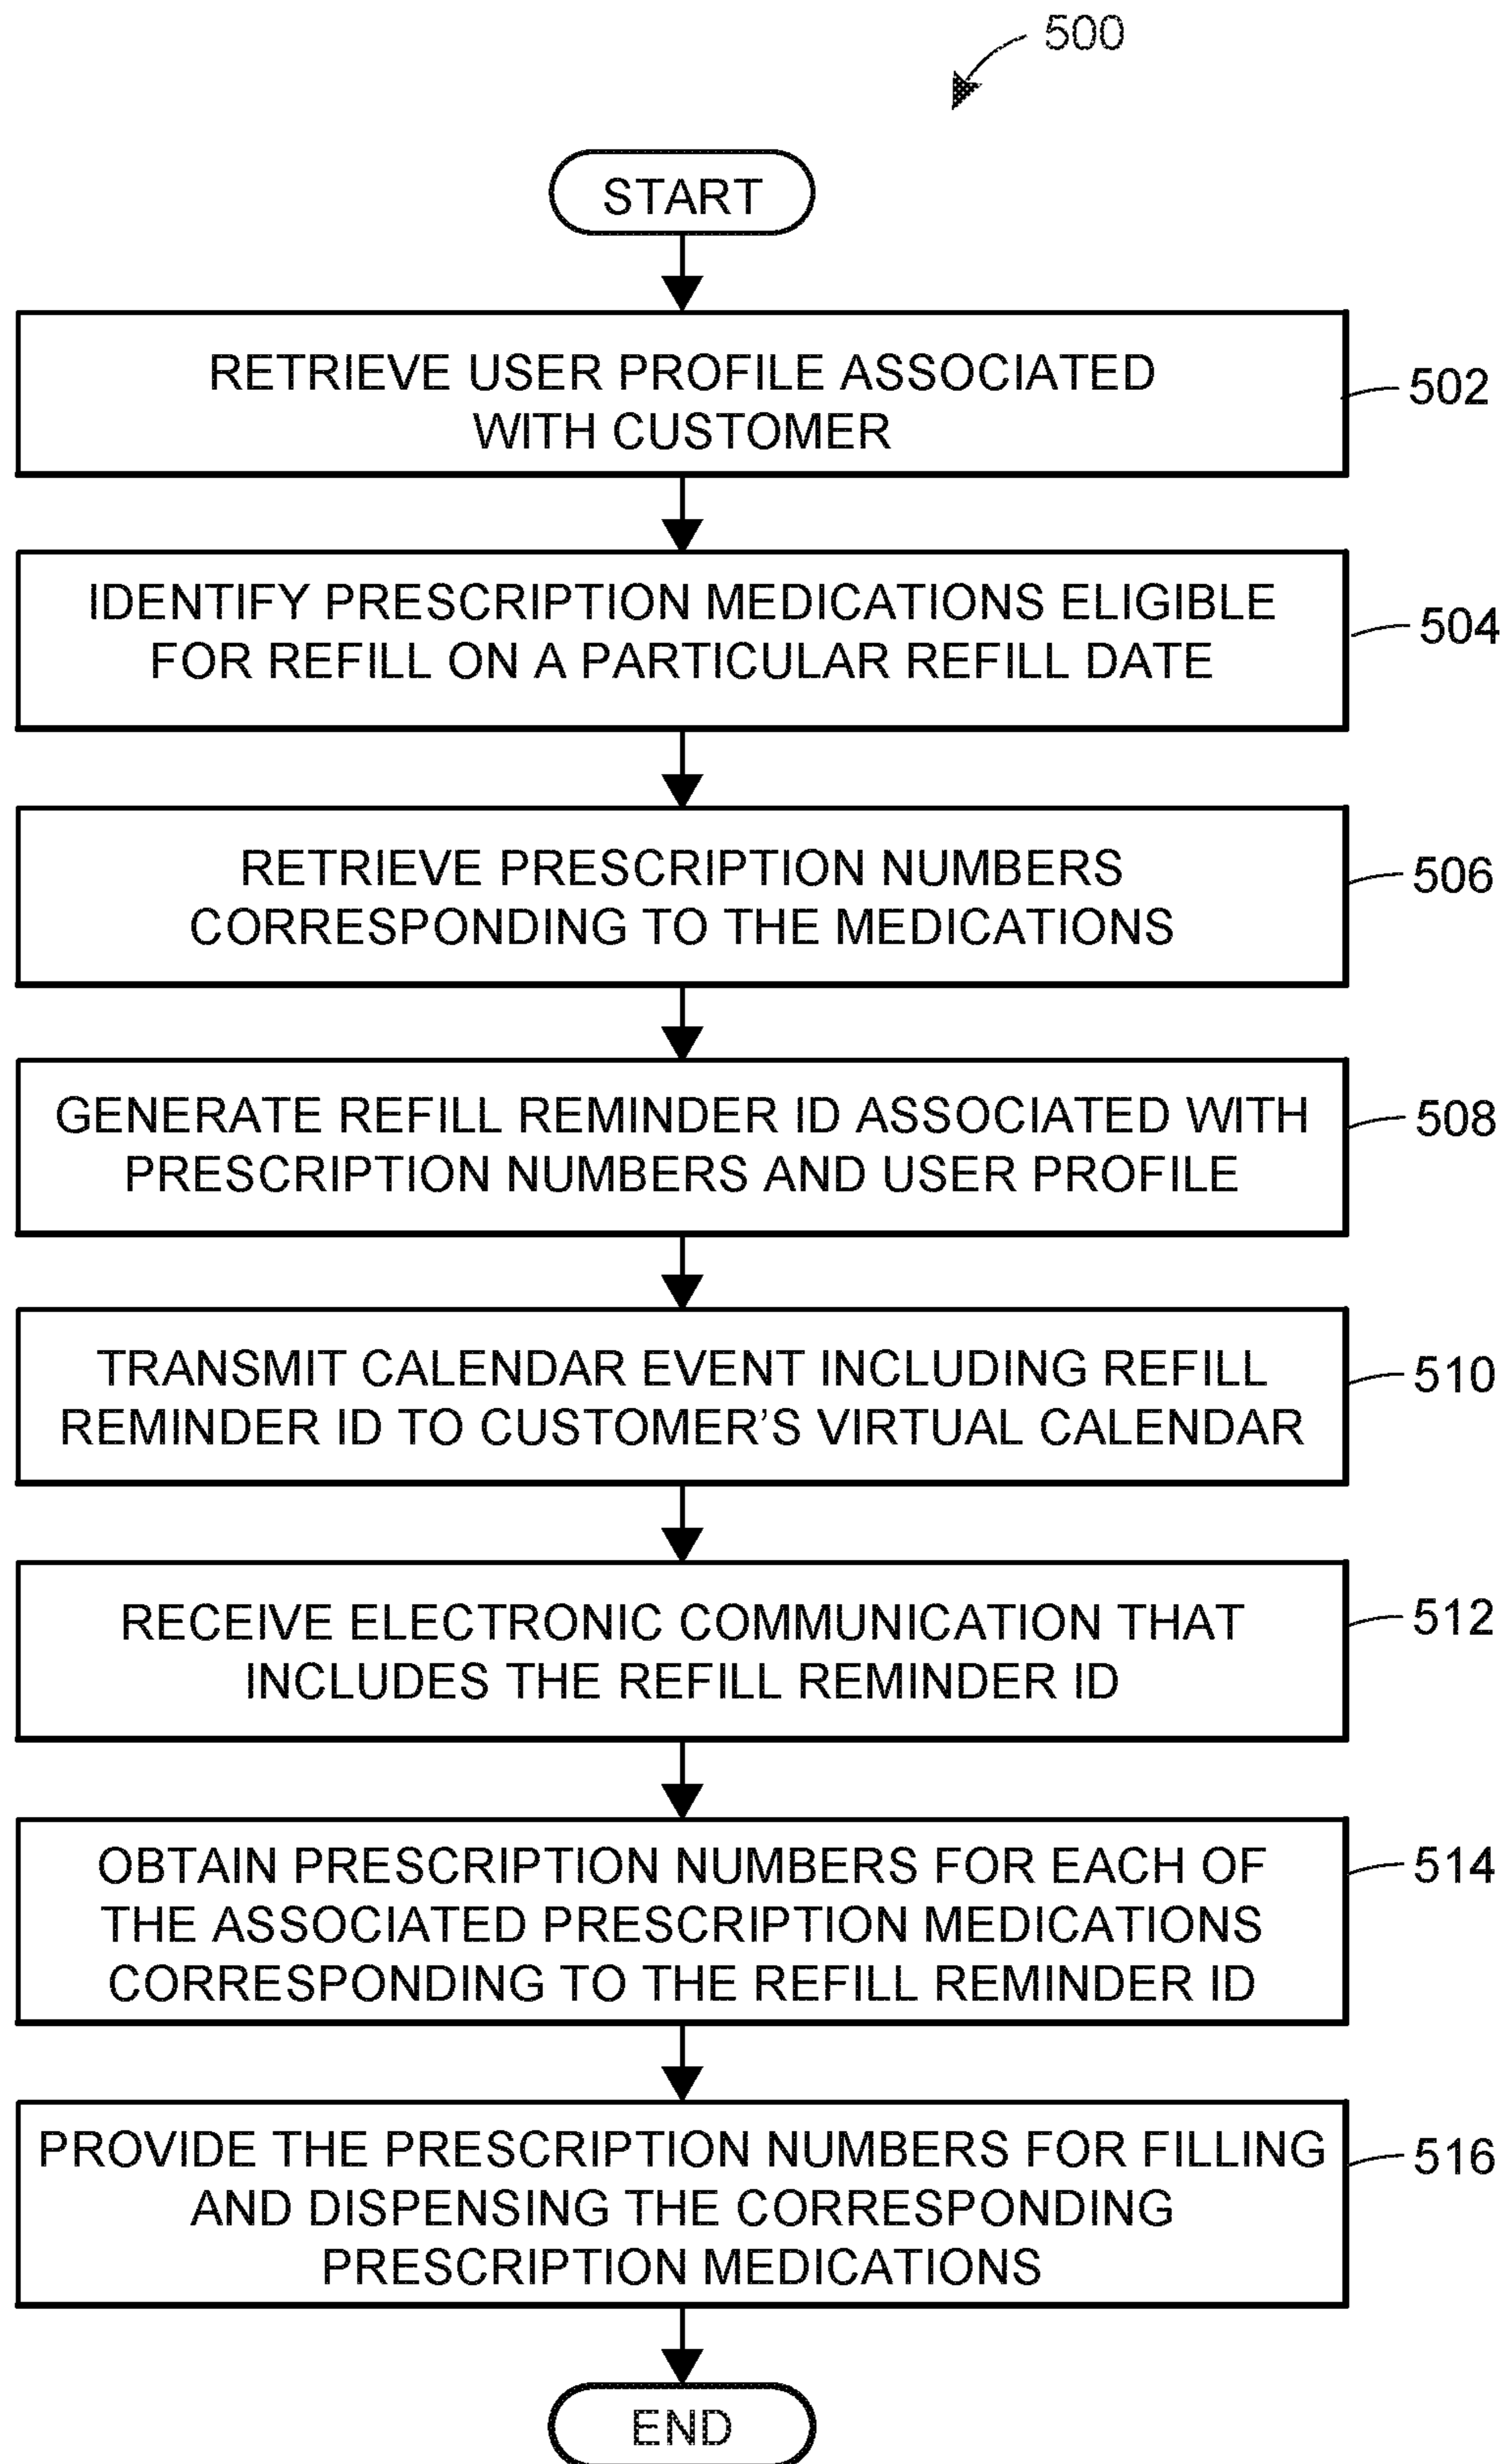 500
START
RETRIEVE USER PROFILE ASSOCIATED
WITH CUSTOMER
502
IDENTIFY PRESCRIPTION MEDICATIONS ELIGIBLE
FOR REFILL ON A PARTICULAR REFILL DATE
504
RETRIEVE PRESCRIPTION NUMBERS
CORRESPONDING TO THE MEDICATIONS
506
GENERATE REFILL REMINDER ID ASSOCIATED WITH
PRESCRIPTION NUMBERS AND USER PROFILE
508
TRANSMIT CALENDAR EVENT INCLUDING REFILL
REMINDER ID TO CUSTOMER’S VIRTUAL CALENDAR
510
RECEIVE ELECTRONIC COMMUNICATION THAT
INCLUDES THE REFILL REMINDER ID
512
OBTAIN PRESCRIPTION NUMBERS FOR EACH OF
THE ASSOCIATED PRESCRIPTION MEDICATIONS
CORRESPONDING TO THE REFILL REMINDER ID
514
PROVIDE THE PRESCRIPTION NUMBERS FOR FILLING
AND DISPENSING THE CORRESPONDING
PRESCRIPTION MEDICATIONS
516
END